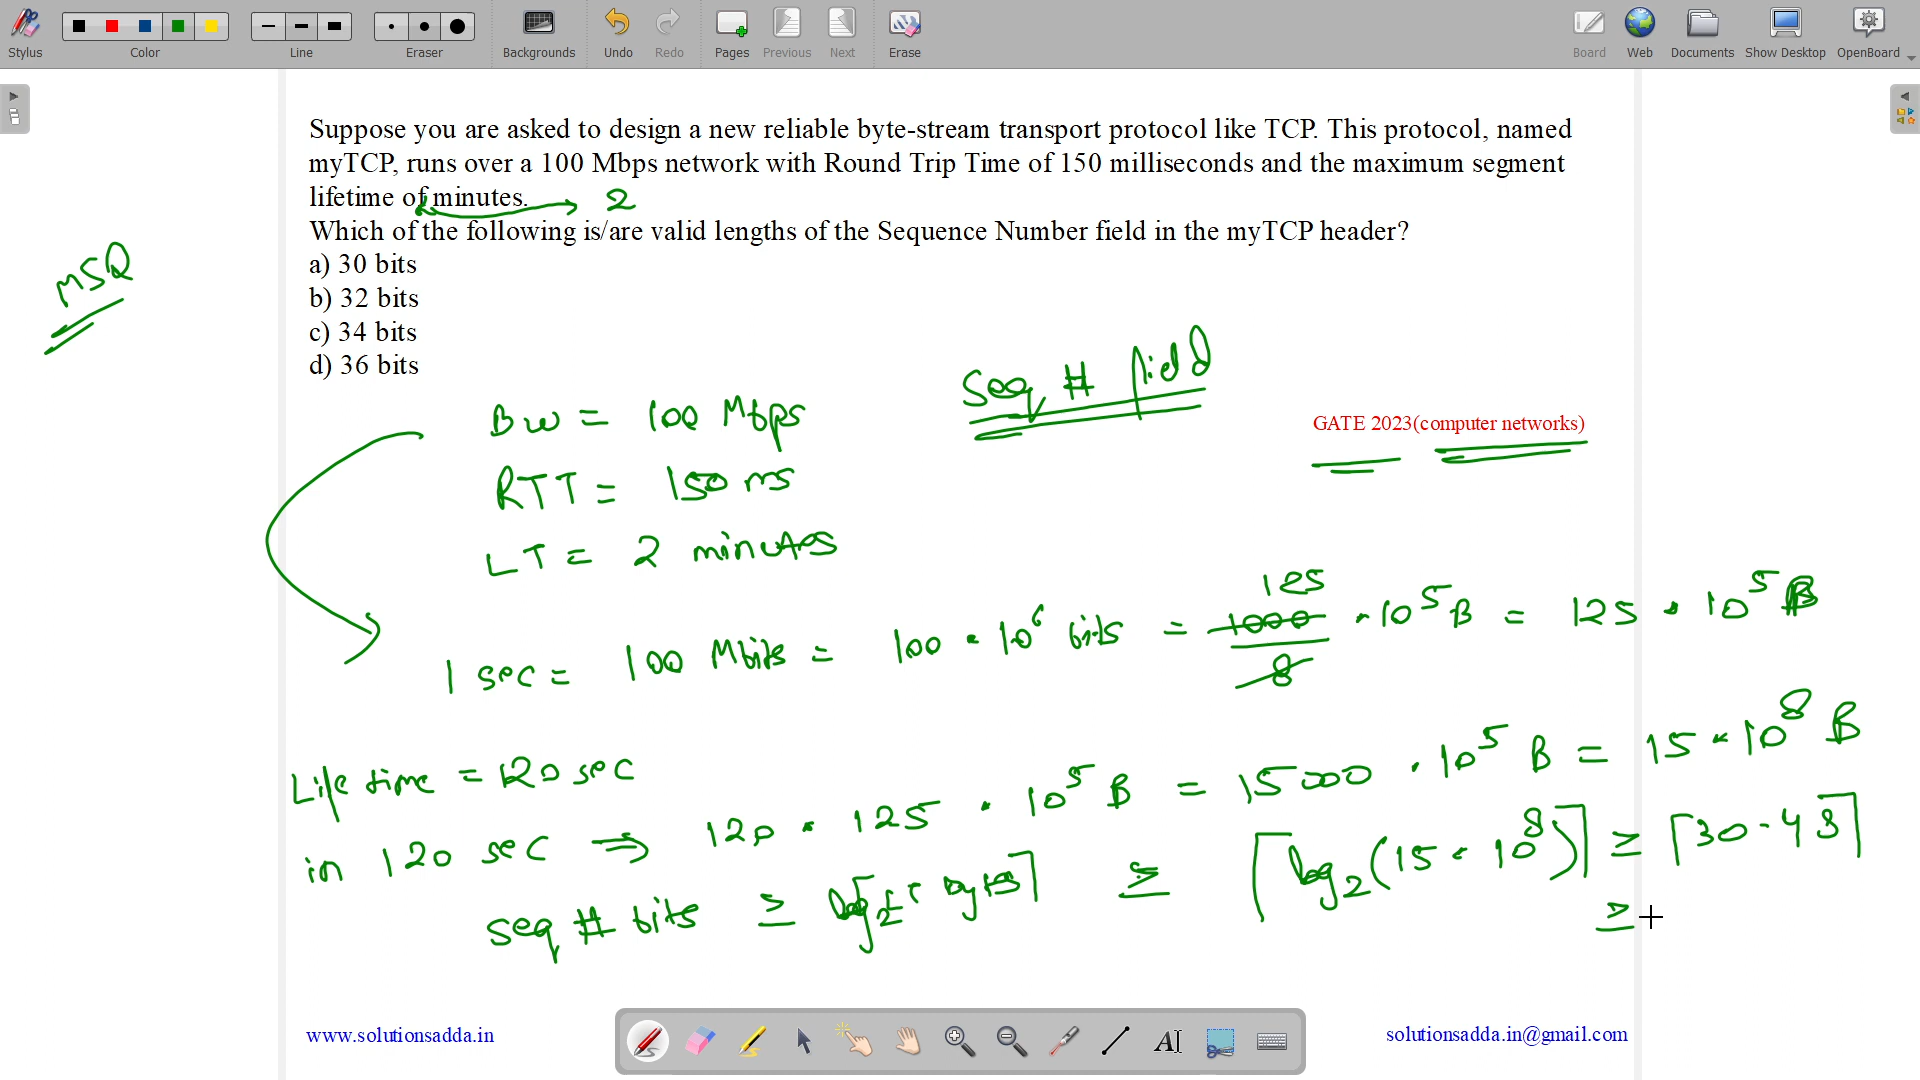 Stylus Color Line Eraser Backgrounds Undo Redo Pages Previous Next Erase Board Web Documents Show Desktop OpenBoard
Suppose you are asked to design a new reliable byte-stream transport protocol like TCP. This protocol, named
myTCP, runs over a 100 Mbps network with Round Trip Time of 150 milliseconds and the maximum segment
lifetime of minutes. 2
Which of the following is/are valid lengths of the Sequence Number field in the myTCP header?
MSQ
a) 30 bits
b) 32 bits
c) 34 bits
d) 36 bits
Seq # field
GATE 2023(computer networks)
BW = 100 Mbps
RTT = 150 ms
LT = 2 minutes
125
1 sec = 100 Mbits = 100 * 10^6 bits = 1000/8 * 10^5 B = 125 * 10^5 B
Life time = 120 sec
in 120 sec ⇒ 120 * 125 * 10^5 B = 15000 * 10^5 B = 15 * 10^8 B
seq # bits ≥ bytes ≥ ⌈log2(15 * 10^8)⌉ ≥ ⌈30.48⌉
≥
www.solutionsadda.in
solutionsadda.in@gmail.com